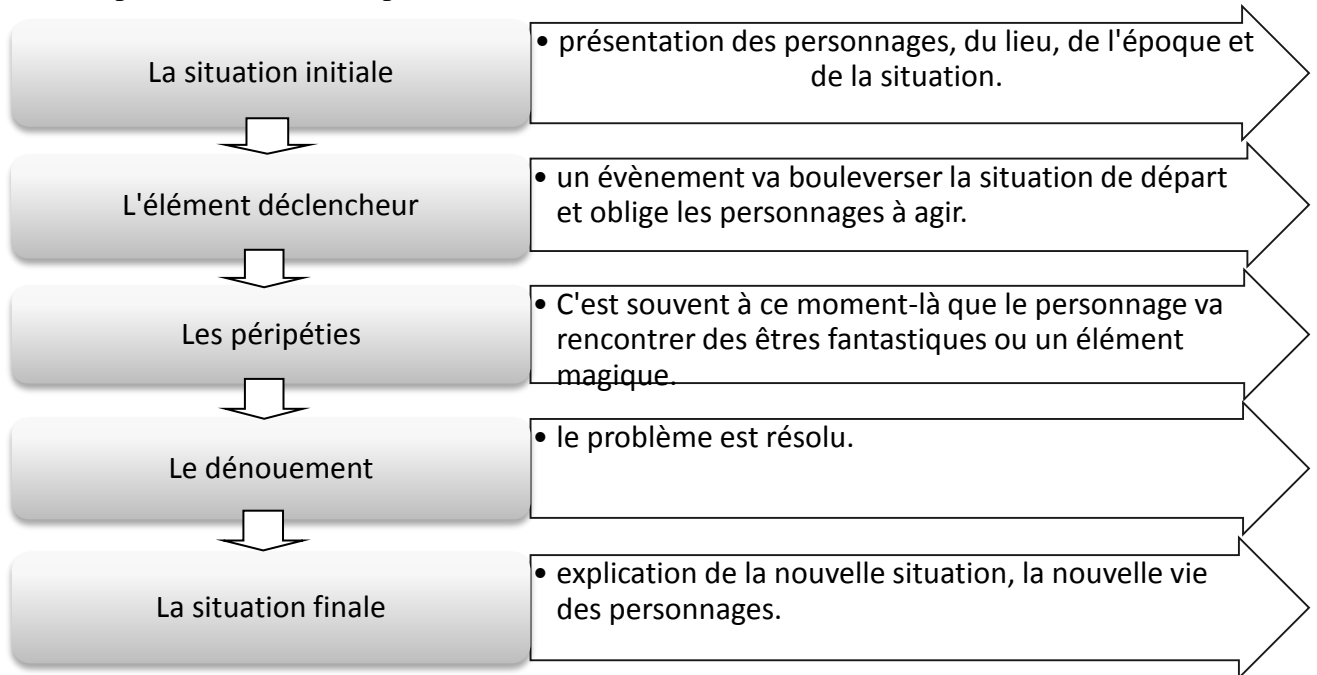 La situation initiale
• présentation des personnages, du lieu, de l'époque et
de la situation.
L'élément déclencheur
• un évènement va bouleverser la situation de départ
et oblige les personnages à agir.
Les péripéties
• C'est souvent à ce moment-là que le personnage va
rencontrer des êtres fantastiques ou un élément
magique.
Le dénouement
• le problème est résolu.
La situation finale
• explication de la nouvelle situation, la nouvelle vie
des personnages.